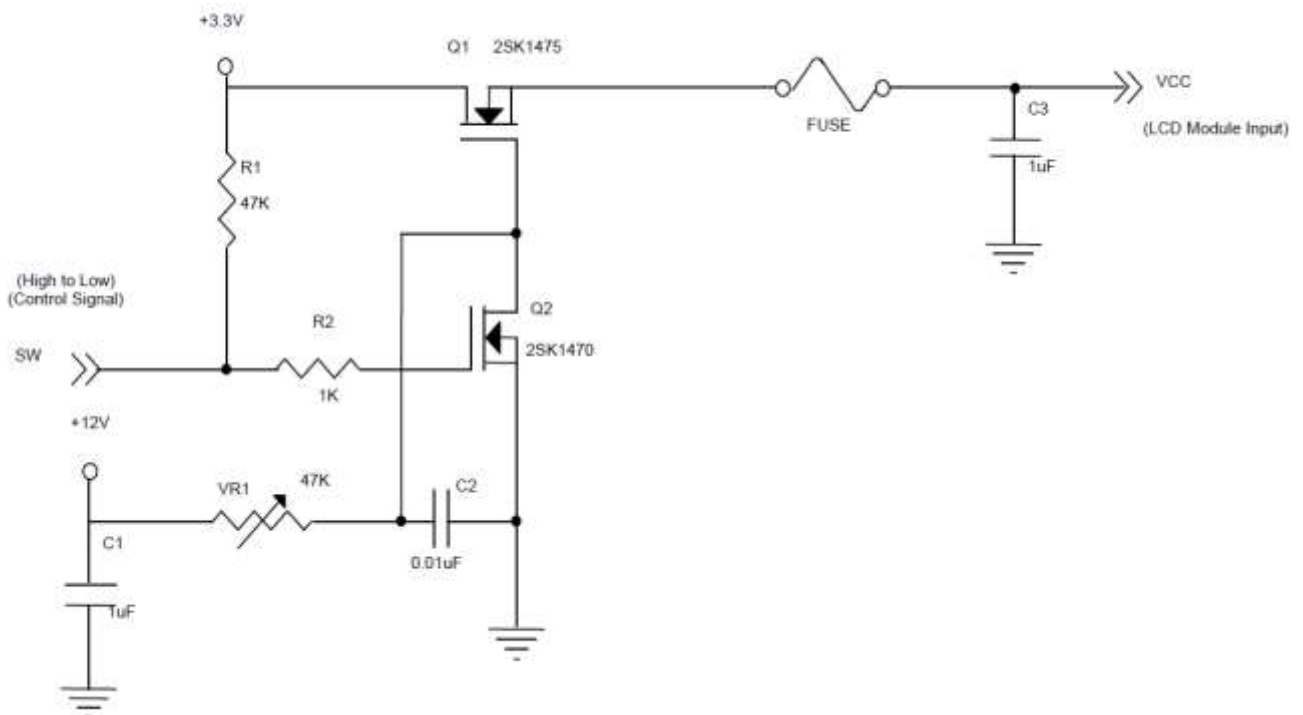 +3.3V
Q1 2SK1475
FUSE
C3
1uF
VCC
(LCD Module Input)
R1
47K
(High to Low)
(Control Signal)
SW
R2
1K
Q2
2SK1470
+12V
VR1
47K
C2
0.01uF
C1
1uF